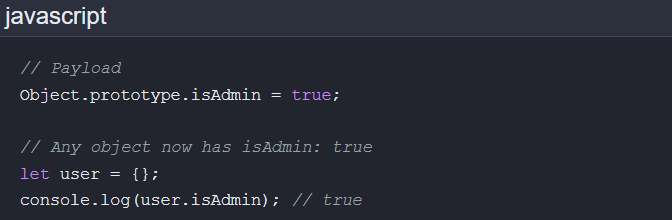 javascript
// Payload
Object.prototype.isAdmin = true;
// Any object now has isAdmin: true
let user = {};
console.log(user.isAdmin); // true